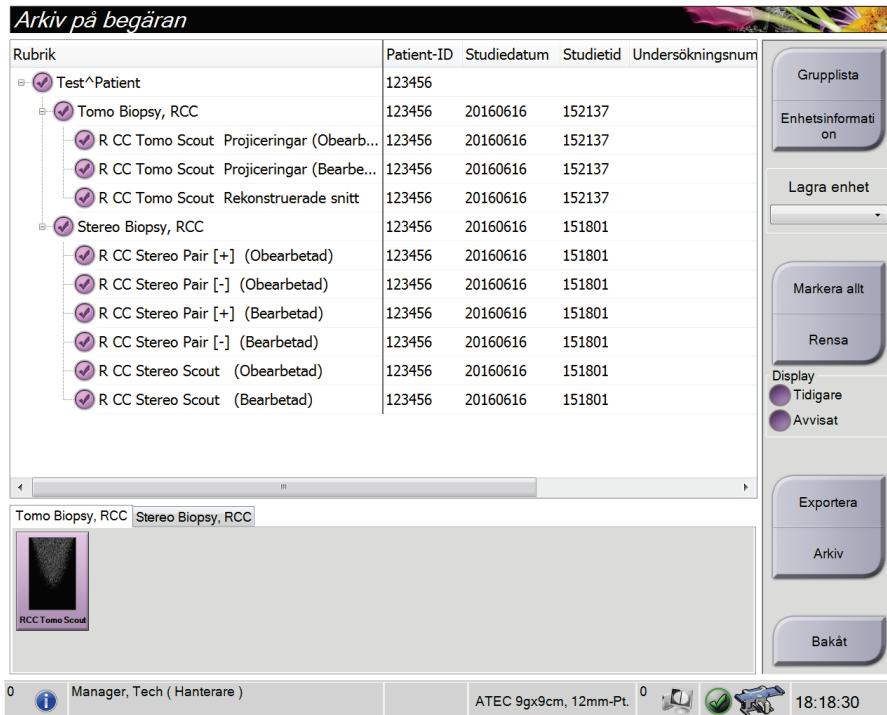 Arkiv på begäran
Rubrik Patient-ID Studiedatum Studietid Undersökningsnum
Test^Patient 123456
Tomo Biopsy, RCC 123456 20160616 152137
R CC Tomo Scout Projiceringar (Obearb... 123456 20160616 152137
R CC Tomo Scout Projiceringar (Bearbe... 123456 20160616 152137
R CC Tomo Scout Rekonstruerade snitt 123456 20160616 152137
Stereo Biopsy, RCC 123456 20160616 151801
R CC Stereo Pair [+] (Obearbetad) 123456 20160616 151801
R CC Stereo Pair [-] (Obearbetad) 123456 20160616 151801
R CC Stereo Pair [+] (Bearbetad) 123456 20160616 151801
R CC Stereo Pair [-] (Bearbetad) 123456 20160616 151801
R CC Stereo Scout (Obearbetad) 123456 20160616 151801
R CC Stereo Scout (Bearbetad) 123456 20160616 151801
Grupplista
Enhetsinformati
on
Lagra enhet
Markera allt
Rensa
Display
Tidigare
Avvisat
Exportera
Arkiv
Bakåt
Tomo Biopsy, RCC Stereo Biopsy, RCC
RCC Tomo Scout
0 Manager, Tech ( Hanterare ) ATEC 9gx9cm, 12mm-Pt. 0 18:18:30